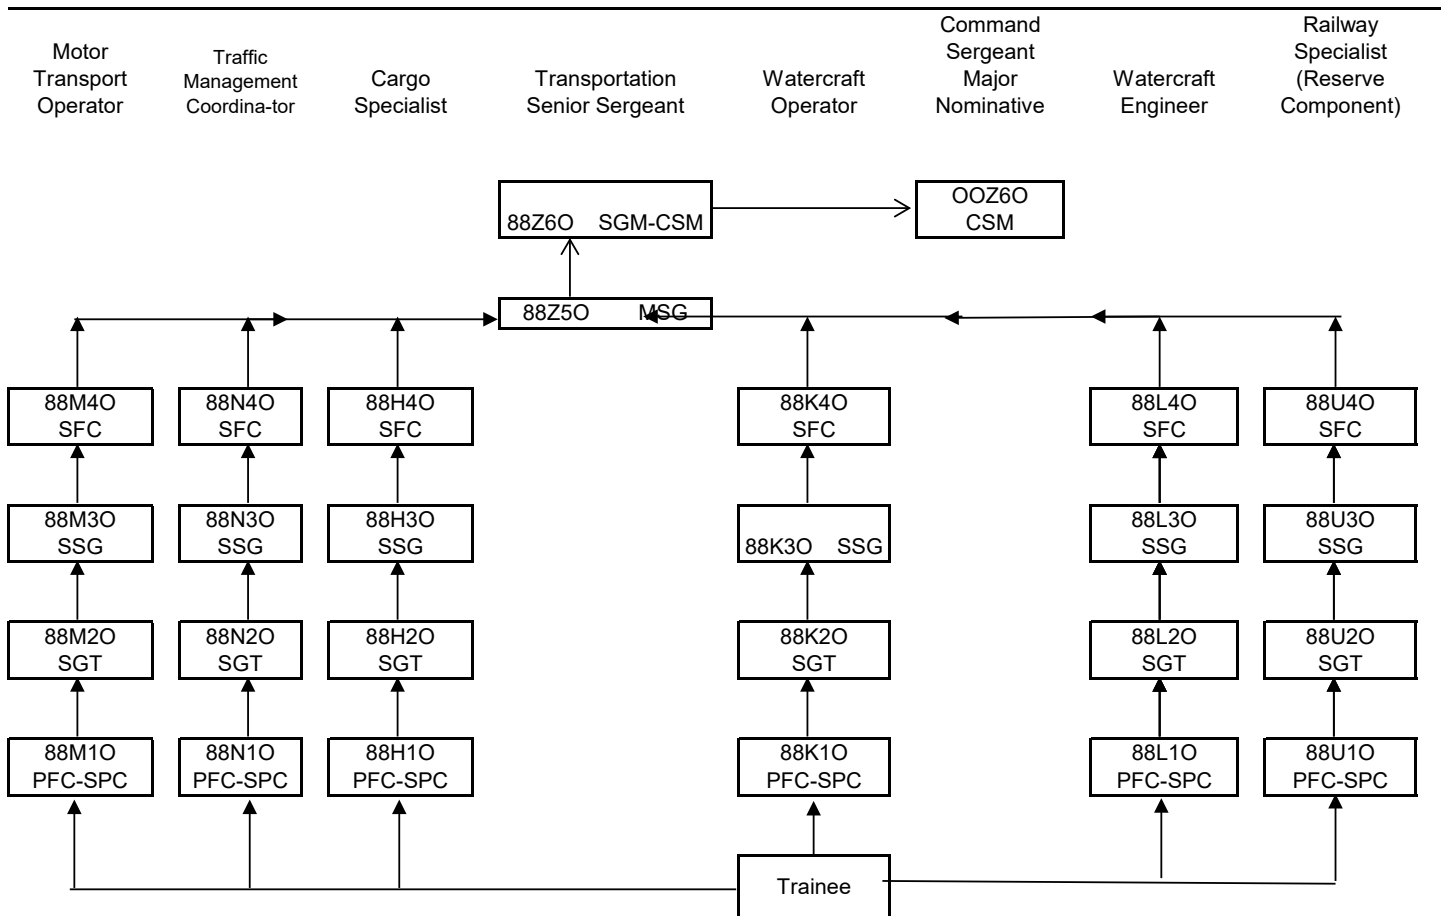 Motor
Transport
Operator
Traffic
Management
Coordina-tor
Cargo
Specialist
Transportation
Senior Sergeant
Watercraft
Operator
Command
Sergeant
Major
Nominative
Watercraft
Engineer
Railway
Specialist
(Reserve
Component)
88Z6O SGM-CSM
OOZ6O
CSM
88Z5O MSG
88M4O
SFC
88N4O
SFC
88H4O
SFC
88K4O
SFC
88L4O
SFC
88U4O
SFC
88M3O
SSG
88N3O
SSG
88H3O
SSG
88K3O SSG
88L3O
SSG
88U3O
SSG
88M2O
SGT
88N2O
SGT
88H2O
SGT
88K2O
SGT
88L2O
SGT
88U2O
SGT
88M1O
PFC-SPC
88N1O
PFC-SPC
88H1O
PFC-SPC
88K1O
PFC-SPC
88L1O
PFC-SPC
88U1O
PFC-SPC
Trainee